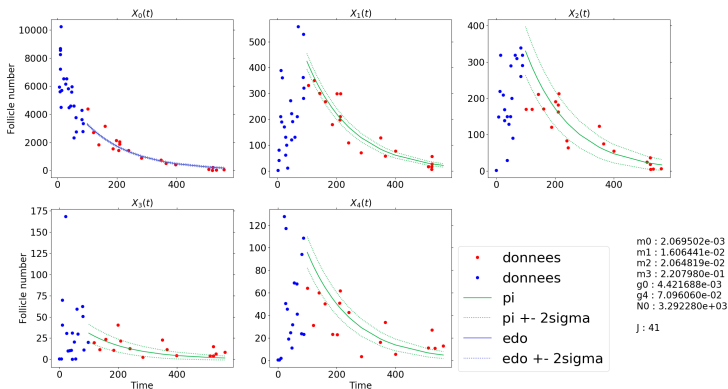 X₀(t)
X₁(t)
X₂(t)
Follicle number
10000
8000
6000
4000
2000
0
0
200
400
500
400
300
200
100
0
0
200
400
400
300
200
100
0
0
200
400
X₃(t)
X₄(t)
Follicle number
175
150
125
100
75
50
25
0
0
200
400
Time
120
100
80
60
40
20
0
0
200
400
Time
donnees
donnees
pi
pi +- 2sigma
edo
edo +- 2sigma
m0 : 2.069502e-03
m1 : 1.606441e-02
m2 : 2.064819e-02
m3 : 2.207980e-01
g0 : 4.421688e-03
g4 : 7.096060e-02
N0 : 3.292280e+03
J : 41